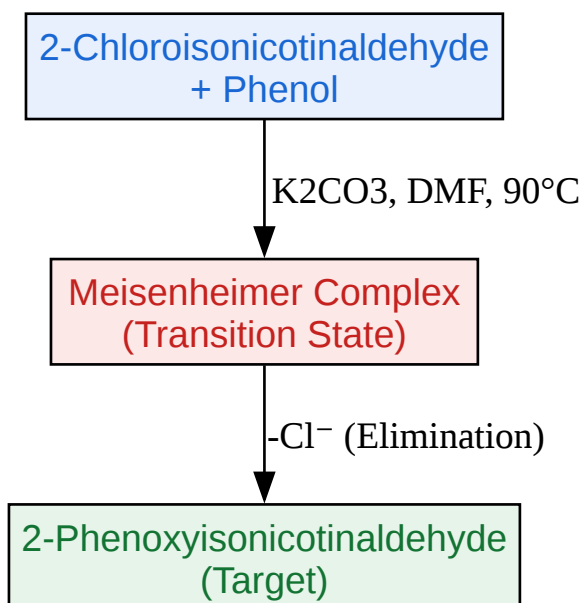 2-Chloroisonicotinaldehyde
+ Phenol
K2CO3, DMF, 90°C
Meisenheimer Complex
(Transition State)
-Cl⁻ (Elimination)
2-Phenoxyisonicotinaldehyde
(Target)